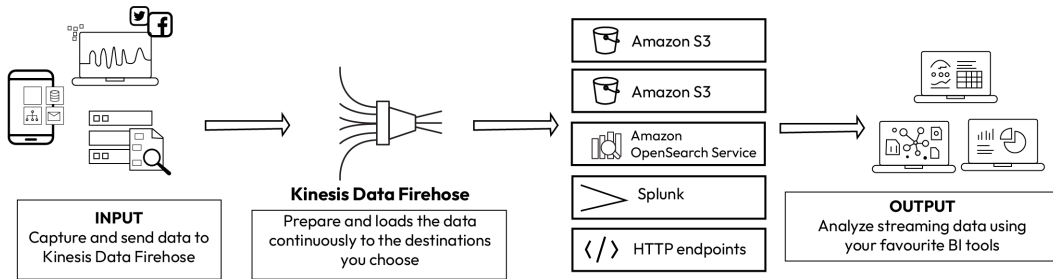 INPUT
Capture and send data to
Kinesis Data Firehose
Kinesis Data Firehose
Prepare and loads the data
continuously to the destinations
you choose
Amazon S3
Amazon S3
Amazon
OpenSearch Service
Splunk
HTTP endpoints
OUTPUT
Analyze streaming data using
your favourite BI tools